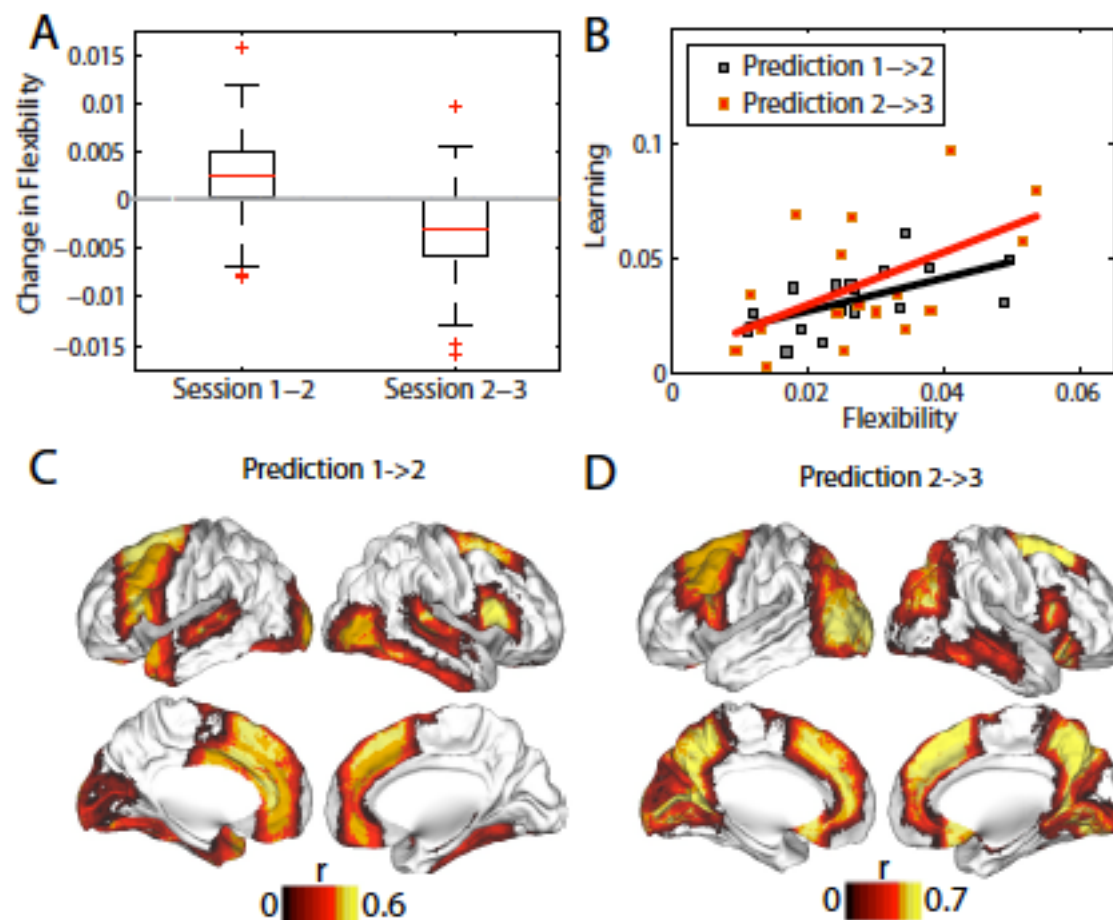 A
Change in Flexibility
0.015
0.01
0.005
0
−0.005
−0.01
−0.015
Session 1–2
Session 2–3
B
Prediction 1–>2
Prediction 2–>3
Learning
0.1
0.05
0
0
0.02
0.04
0.06
Flexibility
C
Prediction 1->2
r
0
0.6
D
Prediction 2->3
r
0
0.7